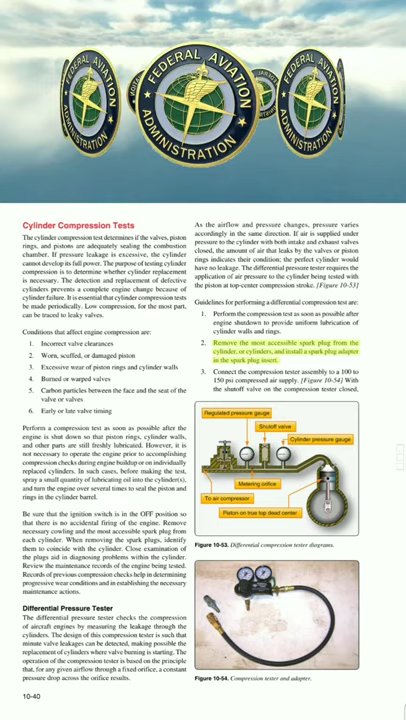 FEDERAL AVIATION
ADMINISTRATION
FEDERAL AVIATION
ADMINISTRATION
FEDERAL AVIATION
ADMINISTRATION
Cylinder Compression Tests
The cylinder compression test determines if the valves, piston
rings, and pistons are adequately sealing the combustion
chamber. If pressure leakage is excessive, the cylinder
cannot develop its full power. The purpose of testing cylinder
compression is to determine whether cylinder replacement
is necessary. The detection and replacement of defective
cylinders prevents a complete engine change because of
cylinder failure. It is essential that cylinder compression tests
be made periodically. Low compression, for the most part,
can be traced to leaky valves.
Conditions that affect engine compression are:
1. Incorrect valve clearances
2. Worn, scuffed, or damaged piston
3. Excessive wear of piston rings and cylinder walls
4. Burned or warped valves
5. Carbon particles between the face and the seat of the
valve or valves
6. Early or late valve timing
Perform a compression test as soon as possible after the
engine is shut down so that piston rings, cylinder walls,
and other parts are still freshly lubricated. However, it is
not necessary to operate the engine prior to accomplishing
compression checks during engine buildup or on individually
replaced cylinders. In such cases, before making the test,
spray a small quantity of lubricating oil into the cylinder(s),
and turn the engine over several times to seal the piston and
rings in the cylinder barrel.
Be sure that the ignition switch is in the OFF position so
that there is no accidental firing of the engine. Remove
necessary cowling and the most accessible spark plug from
each cylinder. When removing the spark plugs, identify
them to coincide with the cylinder. Close examination of
the plugs aid in diagnosing problems within the cylinder.
Review the maintenance records of the engine being tested.
Records of previous compression checks help in determining
progressive wear conditions and in establishing the necessary
maintenance actions.
Differential Pressure Tester
The differential pressure tester checks the compression
of aircraft engines by measuring the leakage through the
cylinders. The design of this compression tester is such that
minute valve leakages can be detected, making possible the
replacement of cylinders where valve burning is starting. The
operation of the compression tester is based on the principle
that, for any given airflow through a fixed orifice, a constant
pressure drop across the orifice results.
As the airflow and pressure changes, pressure varies
accordingly in the same direction. If air is supplied under
pressure to the cylinder with both intake and exhaust valves
closed, the amount of air that leaks by the valves or piston
rings indicates their condition; the perfect cylinder would
have no leakage. The differential pressure tester requires the
application of air pressure to the cylinder being tested with
the piston at top-center compression stroke. [Figure 10-53]
Guidelines for performing a differential compression test are:
1. Perform the compression test as soon as possible after
engine shutdown to provide uniform lubrication of
cylinder walls and rings.
2. Remove the most accessible spark plug from the
cylinder, or cylinders, and install a spark plug adapter
in the spark plug insert.
3. Connect the compression tester assembly to a 100 to
150 psi compressed air supply. [Figure 10-54] With
the shutoff valve on the compression tester closed,
Regulated pressure gauge
Shutoff valve
Cylinder pressure gauge
Metering orifice
To air compressor
Piston on true top dead center
Figure 10-53. Differential compression tester diagrams.
Figure 10-54. Compression tester and adapter.
10-40